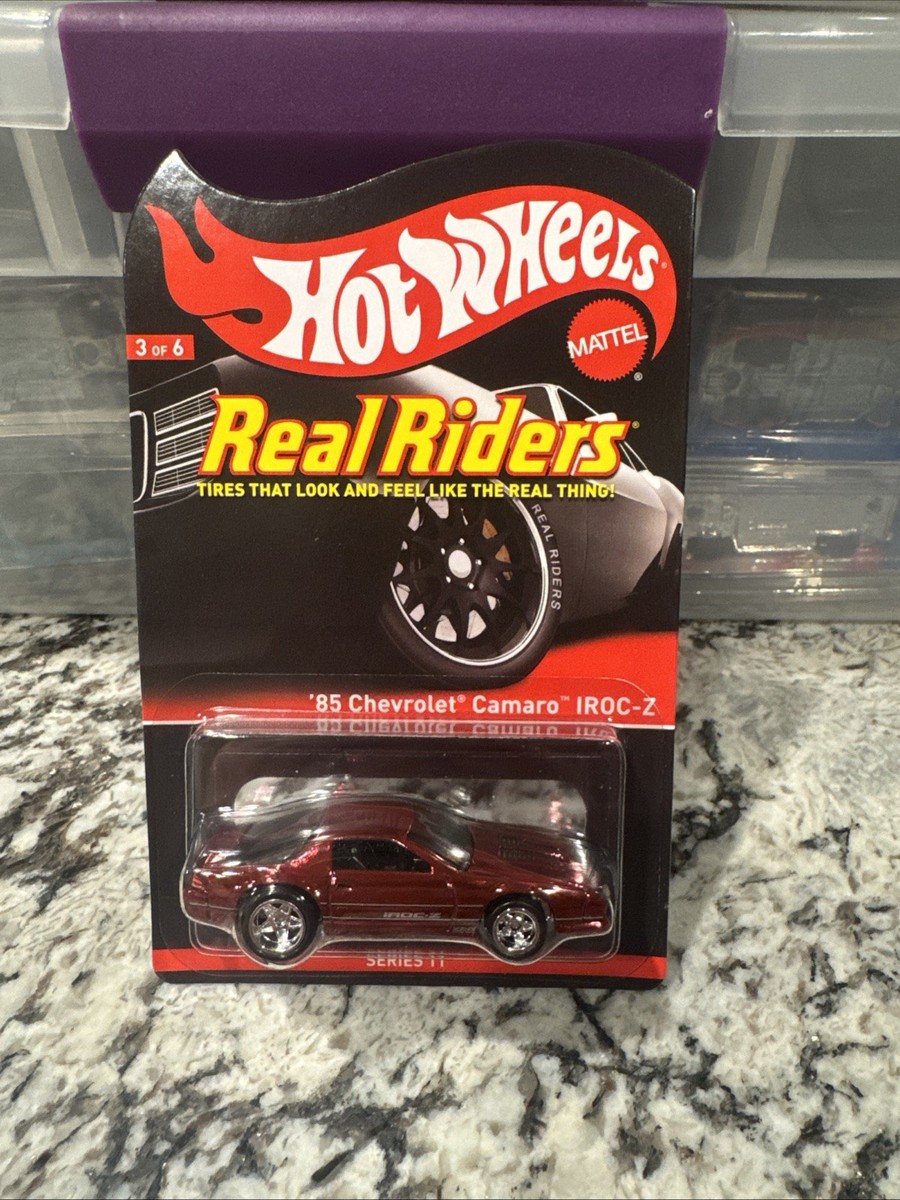 Hot Wheels®
MATTEL®
3 OF 6
Real Riders®
TIRES THAT LOOK AND FEEL LIKE THE REAL THING!
REAL RIDERS
'85 Chevrolet® Camaro™ IROC-Z
IROC-Z
SERIES 11